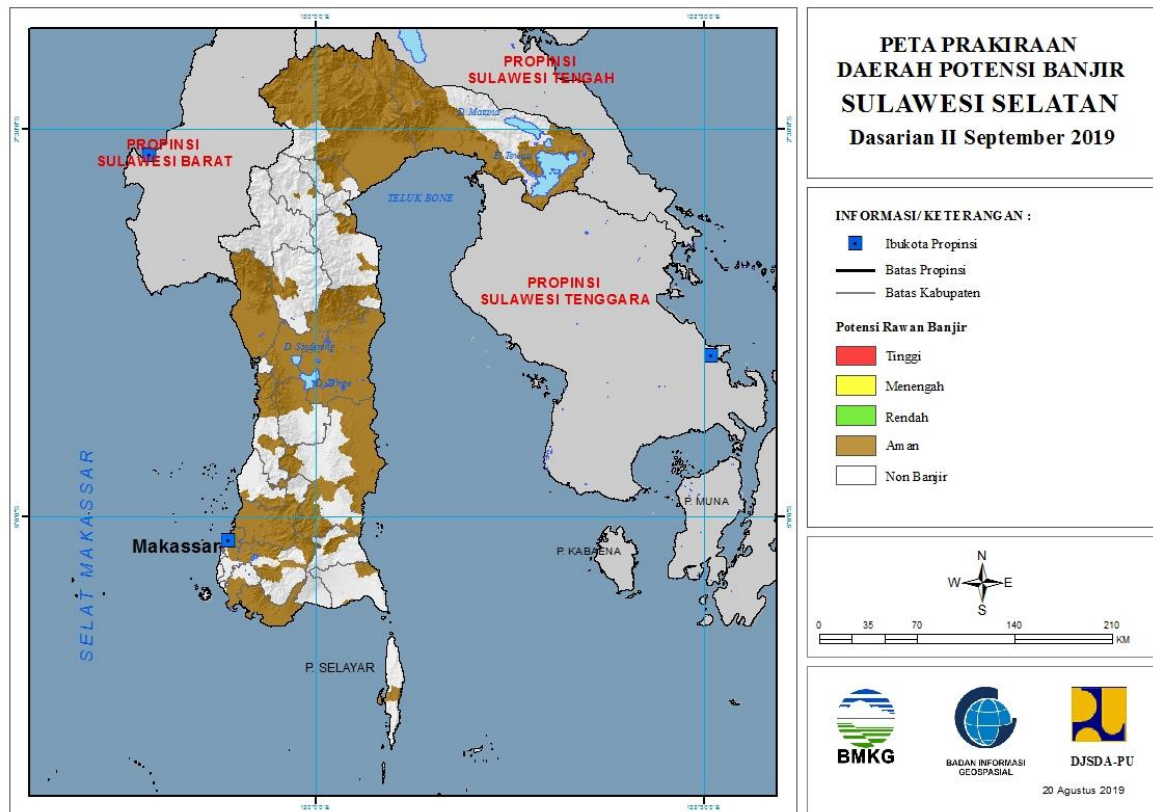 PETA PRAKIRAAN
DAERAH POTENSI BANJIR
SULAWESI SELATAN
Dasarian II September 2019
PROPINSI
SULAWESI TENGAH
D. Matana
PROPINSI
SULAWESI BARAT
D. Towuti
TELUK BONE
PROPINSI
SULAWESI TENGGARA
SELAT MAKASSAR
Makassar
P. MUNA
P. KABAENA
P. SELAYAR
INFORMASI/ KETERANGAN :
Ibukota Propinsi
Batas Propinsi
Batas Kabupaten
Potensi Rawan Banjir
Tinggi
Menengah
Rendah
Aman
Non Banjir
N
W E
S
0 35 70 140 210
KM
BMKG
BADAN INFORMASI
GEOSPASIAL
DJSDA-PU
20 Agustus 2019